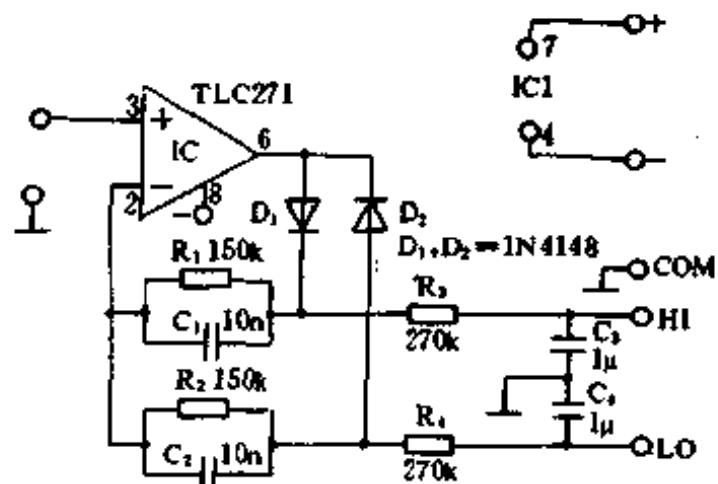 TLC271
3
+
IC
6
2
−
8
−
7
+
IC1
4
−
D₁
D₂
D₁,D₂=1N4148
R₁ 150k
C₁ 10n
R₃
270k
COM
HI
C₃
1μ
R₂ 150k
C₂ 10n
R₄
270k
1μ
LO